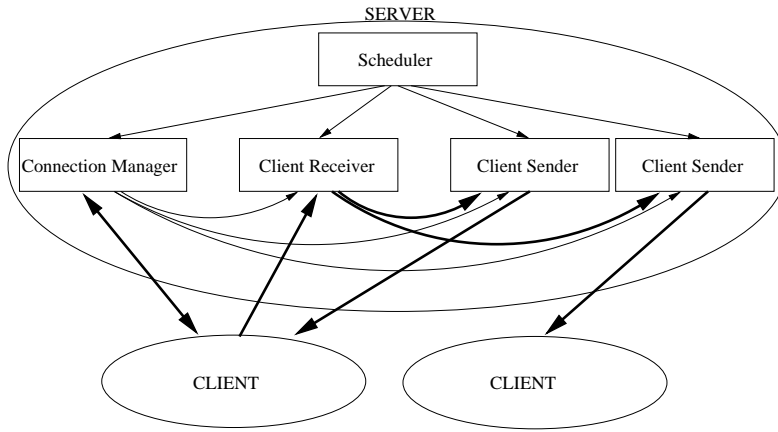 SERVER
Scheduler
Connection Manager
Client Receiver
Client Sender
Client Sender
CLIENT
CLIENT